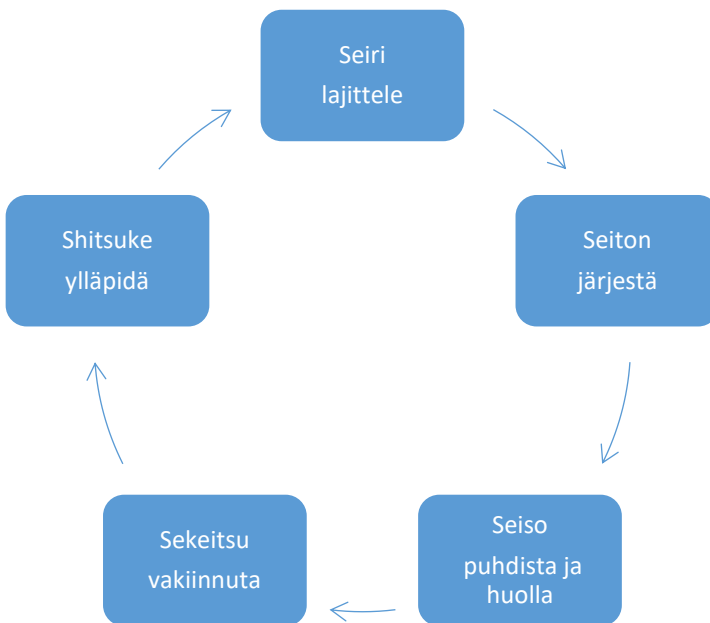 Seiri
lajittele
Seiton
järjestä
Seiso
puhdista ja
huolla
Sekeitsu
vakiinnuta
Shitsuke
ylläpidä